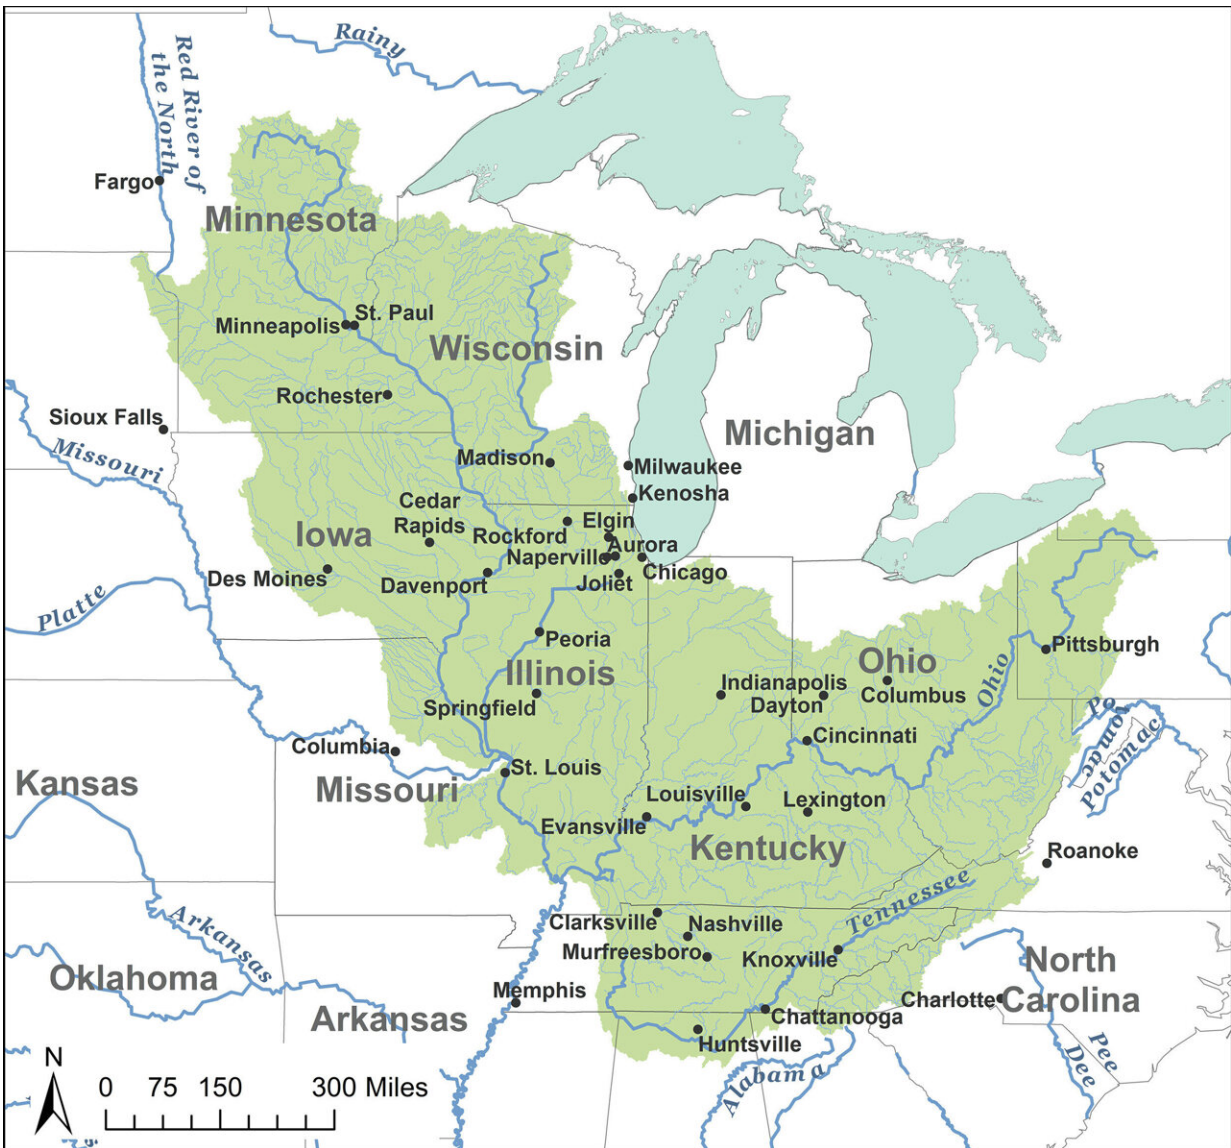 Rainy
Red River of
the North
Fargo
Minnesota
St. Paul
Minneapolis
Wisconsin
Rochester
Sioux Falls
Missouri
Michigan
Madison
Milwaukee
Kenosha
Cedar
Rapids
Iowa
Elgin
Rockford
Aurora
Naperville
Chicago
Joliet
Des Moines
Davenport
Platte
Peoria
Illinois
Springfield
Indianapolis
Dayton
Ohio
Columbus
Ohio
Pittsburgh
Cincinnati
Potomac
Potomac
Columbia
St. Louis
Kansas
Missouri
Louisville
Lexington
Evansville
Kentucky
Roanoke
Tennessee
Clarksville
Nashville
Murfreesboro
Knoxville
Arkansas
Oklahoma
Memphis
Arkansas
North
Carolina
Charlotte
Chattanooga
Huntsville
Alabama
Pee
Dee
N
0 75 150 300 Miles